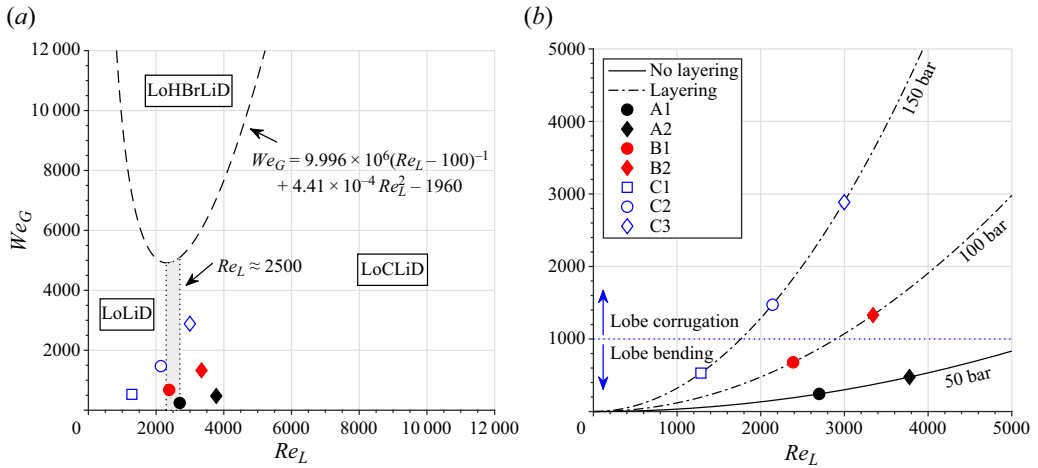 (a)
12 000
10 000
8000
6000
4000
2000
0
2000
4000
6000
8000
10 000
12 000
We_G
Re_L
LoHBrLiD
We_G = 9.996 × 10^6(Re_L – 100)^–1
+ 4.41 × 10^–4 Re_L^2 – 1960
Re_L ≈ 2500
LoCLiD
LoLiD
(b)
5000
4000
3000
2000
1000
0
1000
2000
3000
4000
5000
Re_L
No layering
Layering
A1
A2
B1
B2
C1
C2
C3
150 bar
100 bar
50 bar
Lobe corrugation
Lobe bending